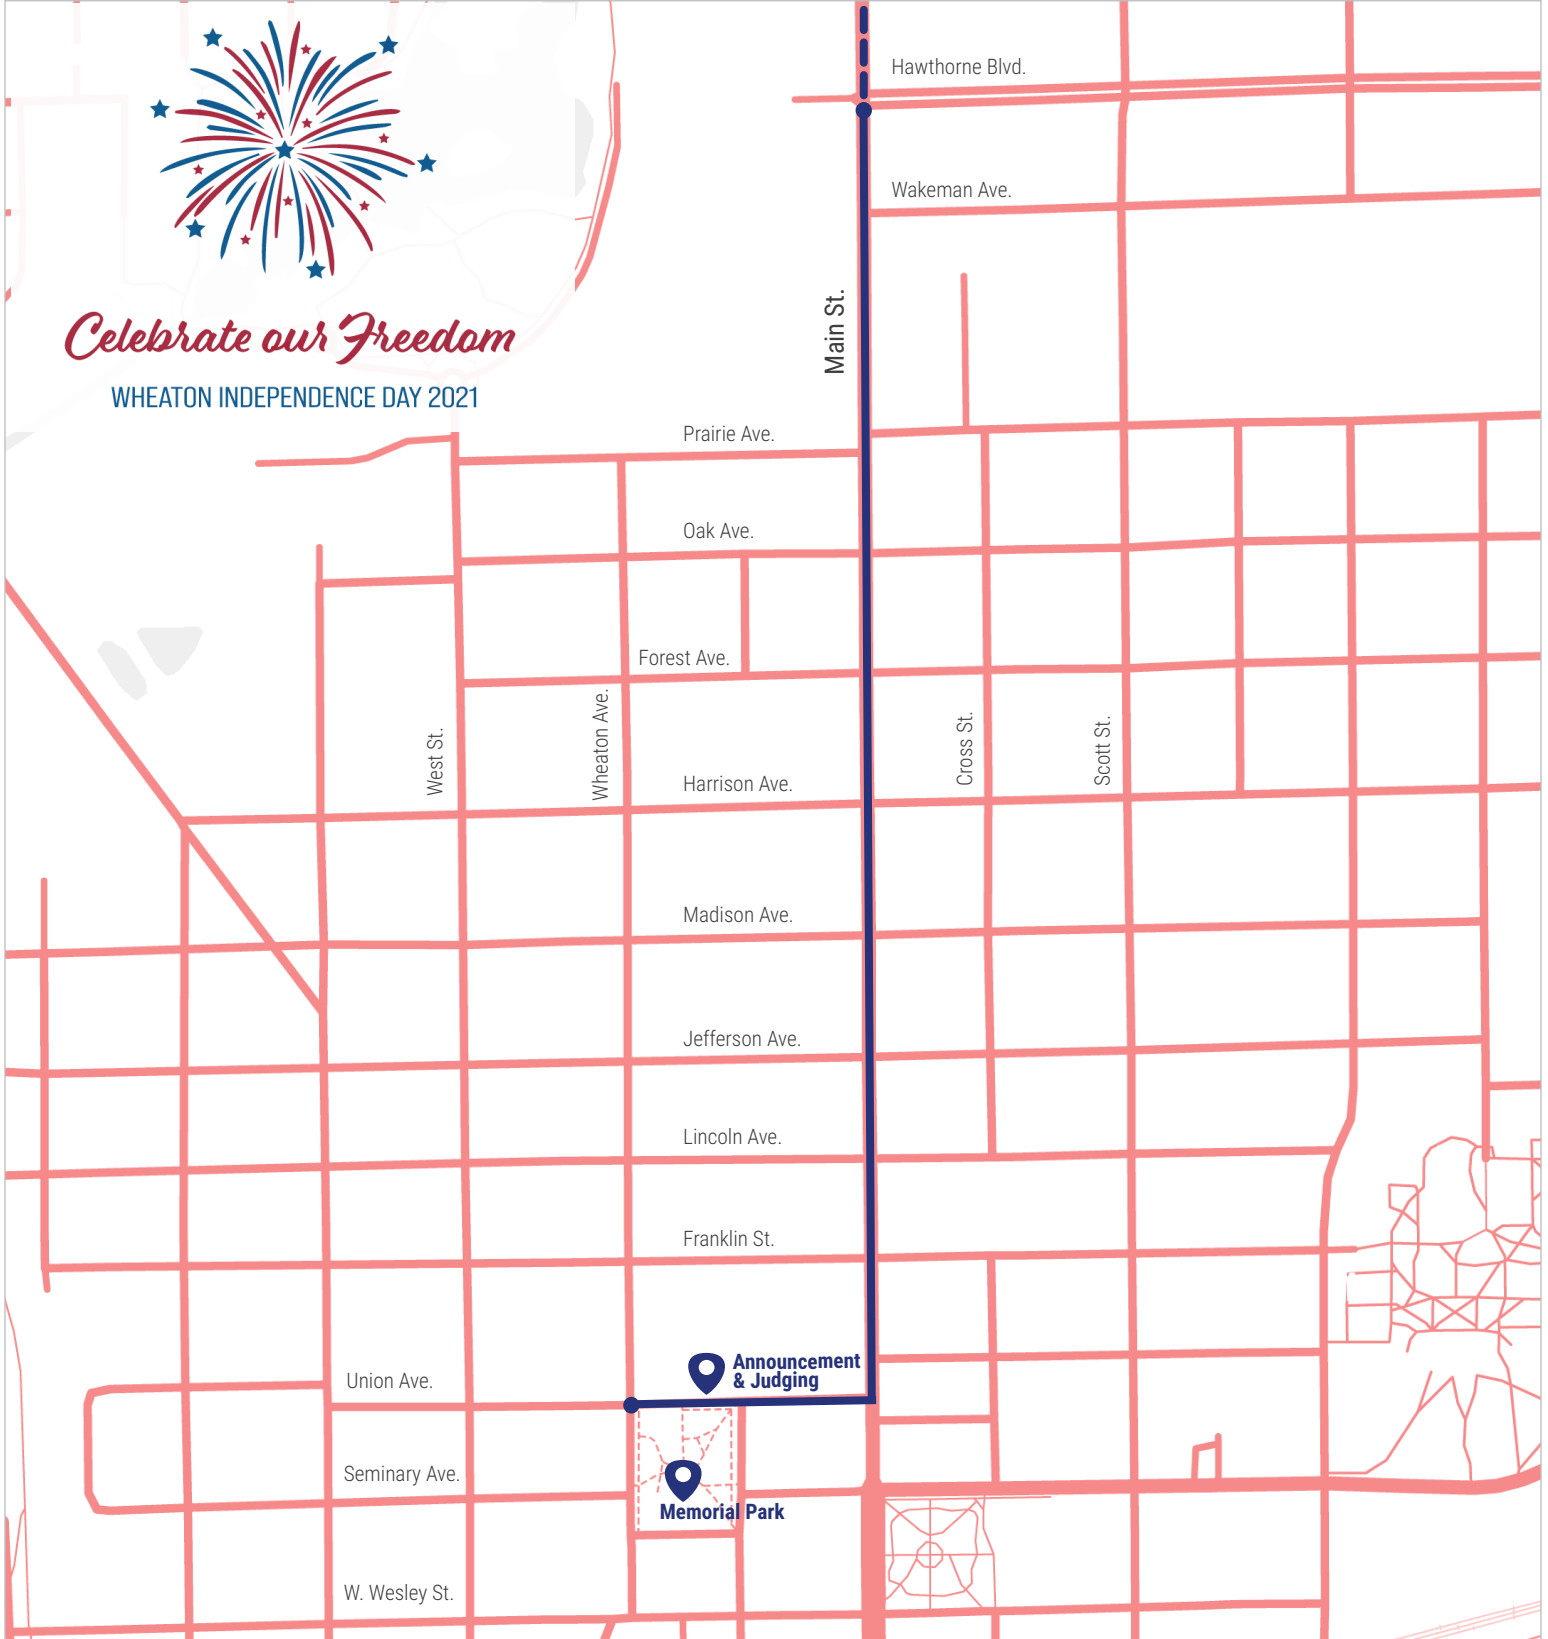 Hawthorne Blvd.
Wakeman Ave.
Main St.
Celebrate our Freedom
WHEATON INDEPENDENCE DAY 2021
Prairie Ave.
Oak Ave.
Forest Ave.
West St.
Wheaton Ave.
Cross St.
Scott St.
Harrison Ave.
Madison Ave.
Jefferson Ave.
Lincoln Ave.
Franklin St.
Announcement
& Judging
Union Ave.
Seminary Ave.
Memorial Park
W. Wesley St.